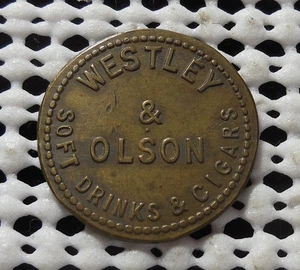 WESTLEY
&
OLSON
SOFT DRINKS & CIGARS